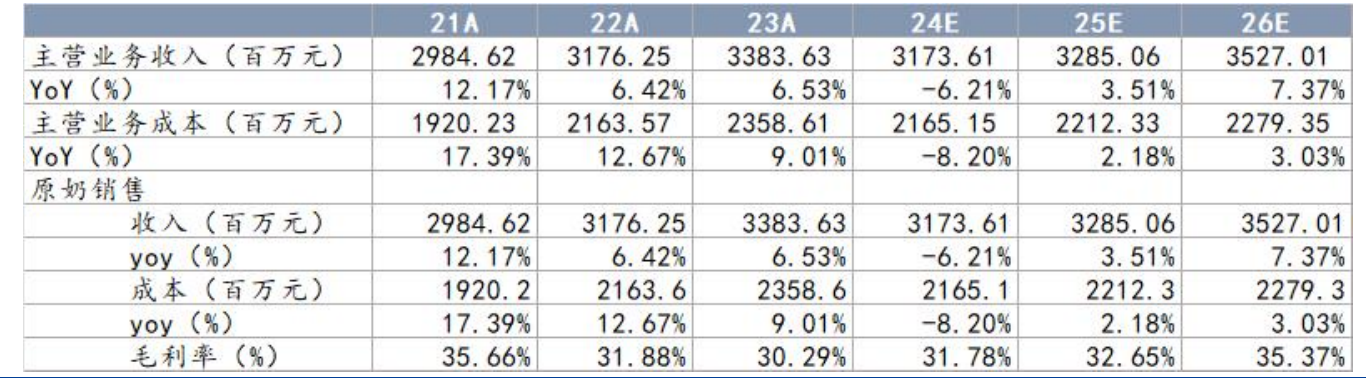 21A 22A 23A 24E 25E 26E
主营业务收入（百万元） 2984.62 3176.25 3383.63 3173.61 3285.06 3527.01
YoY（%） 12.17% 6.42% 6.53% -6.21% 3.51% 7.37%
主营业务成本（百万元） 1920.23 2163.57 2358.61 2165.15 2212.33 2279.35
YoY（%） 17.39% 12.67% 9.01% -8.20% 2.18% 3.03%
原奶销售
收入（百万元） 2984.62 3176.25 3383.63 3173.61 3285.06 3527.01
yoy（%） 12.17% 6.42% 6.53% -6.21% 3.51% 7.37%
成本（百万元） 1920.2 2163.6 2358.6 2165.1 2212.3 2279.3
yoy（%） 17.39% 12.67% 9.01% -8.20% 2.18% 3.03%
毛利率（%） 35.66% 31.88% 30.29% 31.78% 32.65% 35.37%